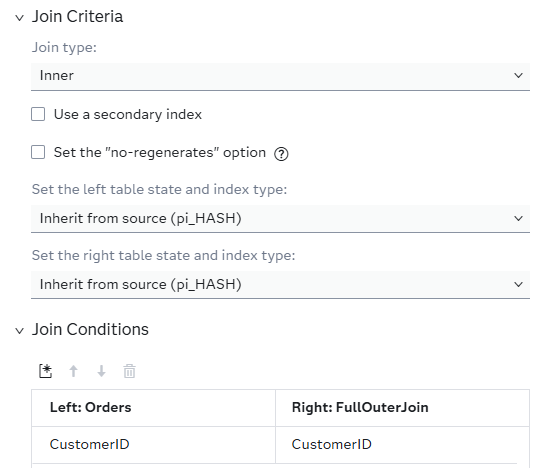 Join Criteria
Join type:
Inner
Use a secondary index
Set the "no-regenerates" option ?
Set the left table state and index type:
Inherit from source (pi_HASH)
Set the right table state and index type:
Inherit from source (pi_HASH)
Join Conditions
Left: Orders Right: FullOuterJoin
CustomerID CustomerID